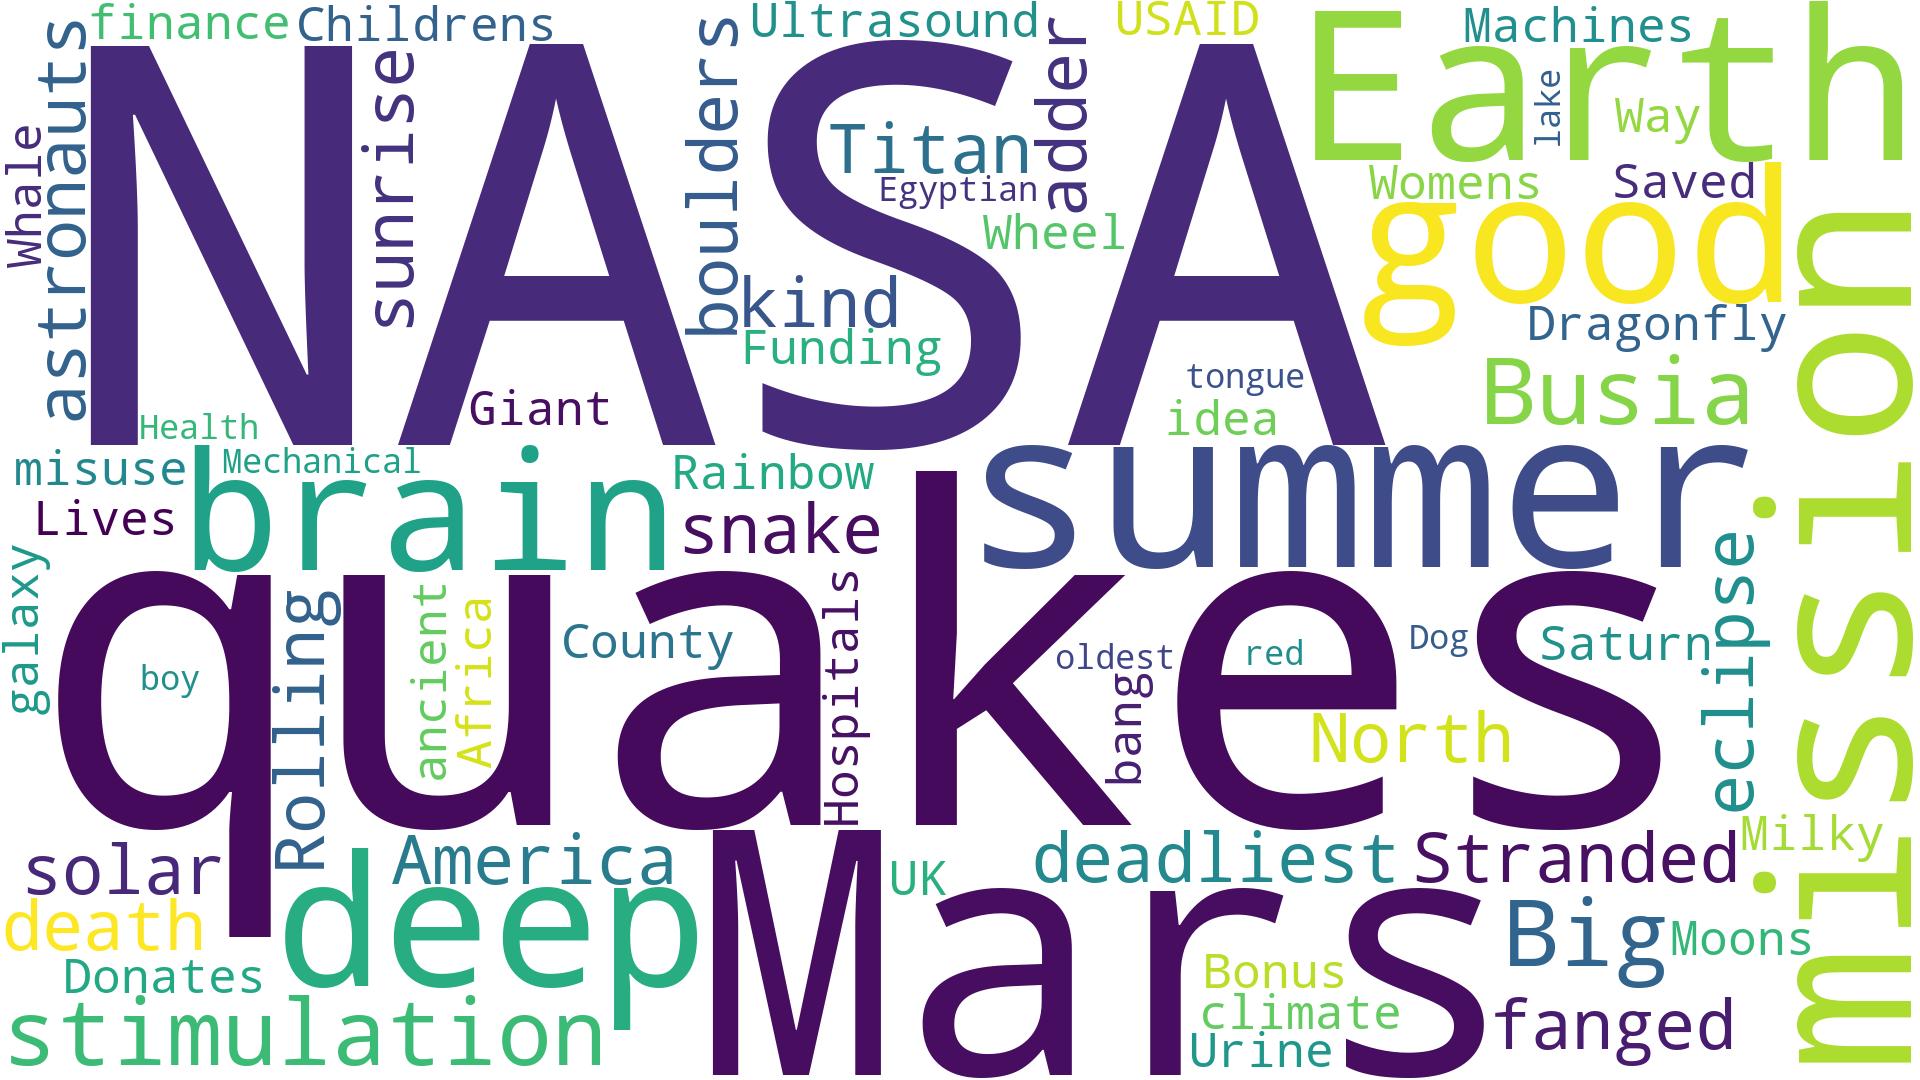 finance
Childrens
Ultrasound
USAID
Machines
Earth
astronauts
NASA
sunrise
boulders
adder
lake
Way
Whale
Titan
Egyptian
Wheel
Womens
Saved
good
mission
kind
Funding
Dragonfly
Giant
tongue
idea
Busia
Health
misuse
Mechanical
brain
Rainbow
summer
Lives
snake
eclipse
galaxy
quakes
boy
Rolling
ancient
Africa
County
Hospitals
oldest
bang
red
Dog
Saturn
North
solar
America
UK
deadliest
Stranded
Milky
death
deep
Mars
Big
Moons
Donates
Bonus
stimulation
climate
Urine
fanged